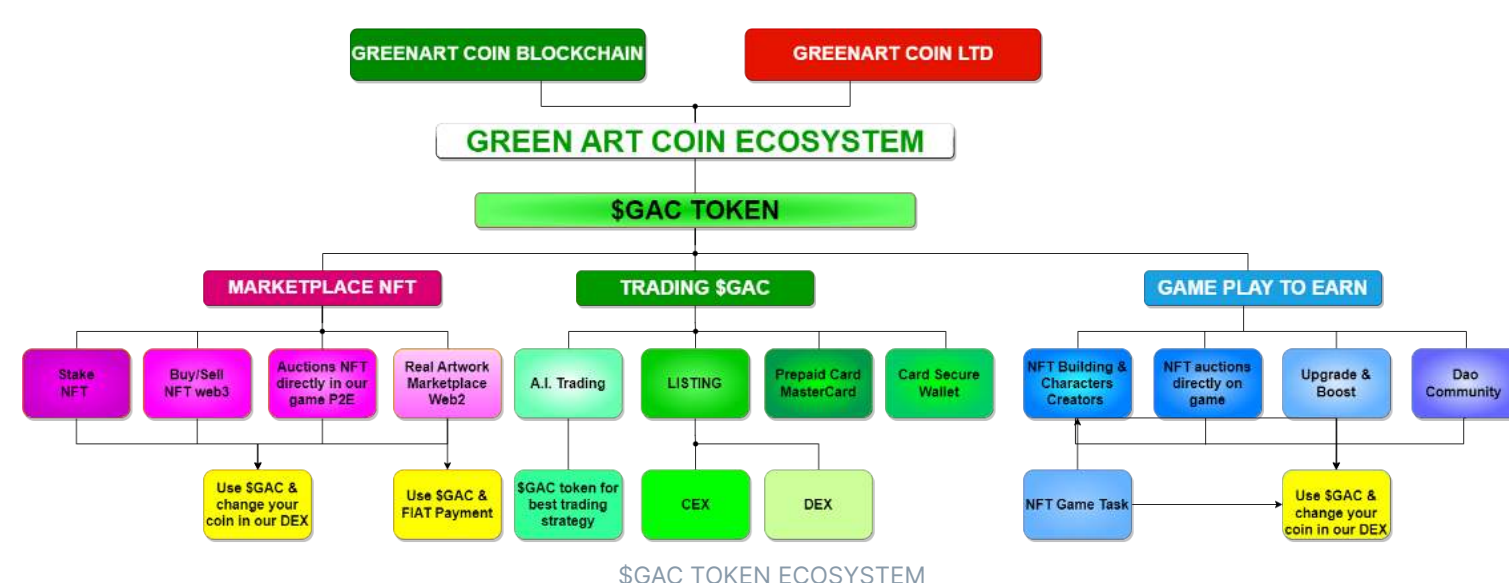 GREENART COIN BLOCKCHAIN
GREENART COIN LTD
GREEN ART COIN ECOSYSTEM
$GAC TOKEN
MARKETPLACE NFT
TRADING $GAC
GAME PLAY TO EARN
Stake
NFT
Buy/Sell
NFT web3
Auctions NFT
directly in our
game P2E
Real Artwork
Marketplace
Web2
A.I. Trading
LISTING
Prepaid Card
MasterCard
Card Secure
Wallet
NFT Building &
Characters
Creators
NFT auctions
directly on
game
Upgrade &
Boost
Dao
Community
Use $GAC &
change your
coin in our DEX
Use $GAC &
FIAT Payment
$GAC token for
best trading
strategy
CEX
DEX
NFT Game Task
Use $GAC &
change your
coin in our DEX
$GAC TOKEN ECOSYSTEM